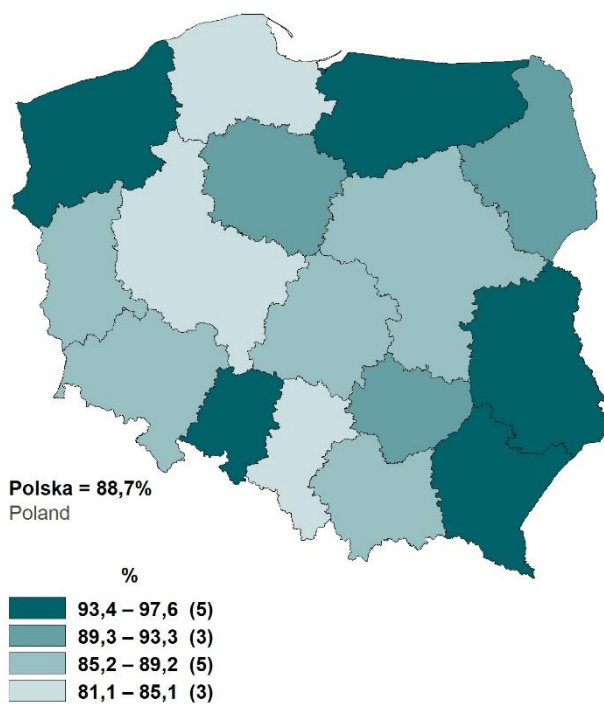 Polska = 88,7%
Poland
%
93,4 – 97,6 (5)
89,3 – 93,3 (3)
85,2 – 89,2 (5)
81,1 – 85,1 (3)